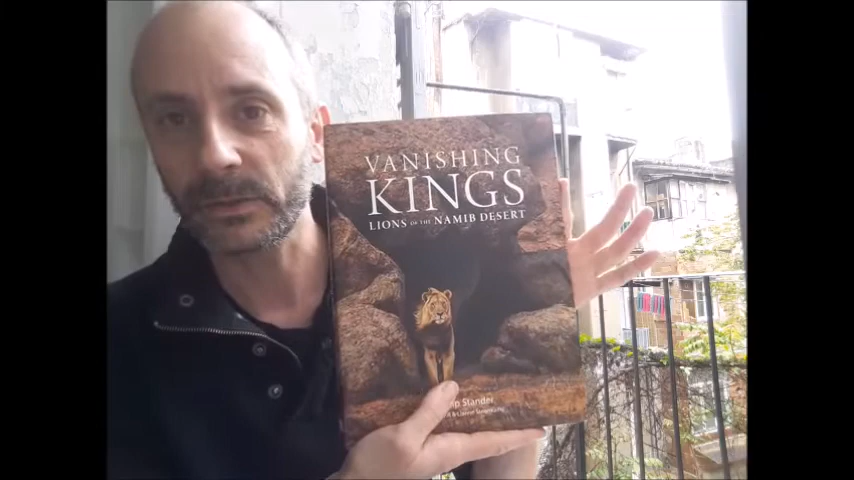 VANISHING
KINGS
LIONS OF THE NAMIB DESERT
Stander